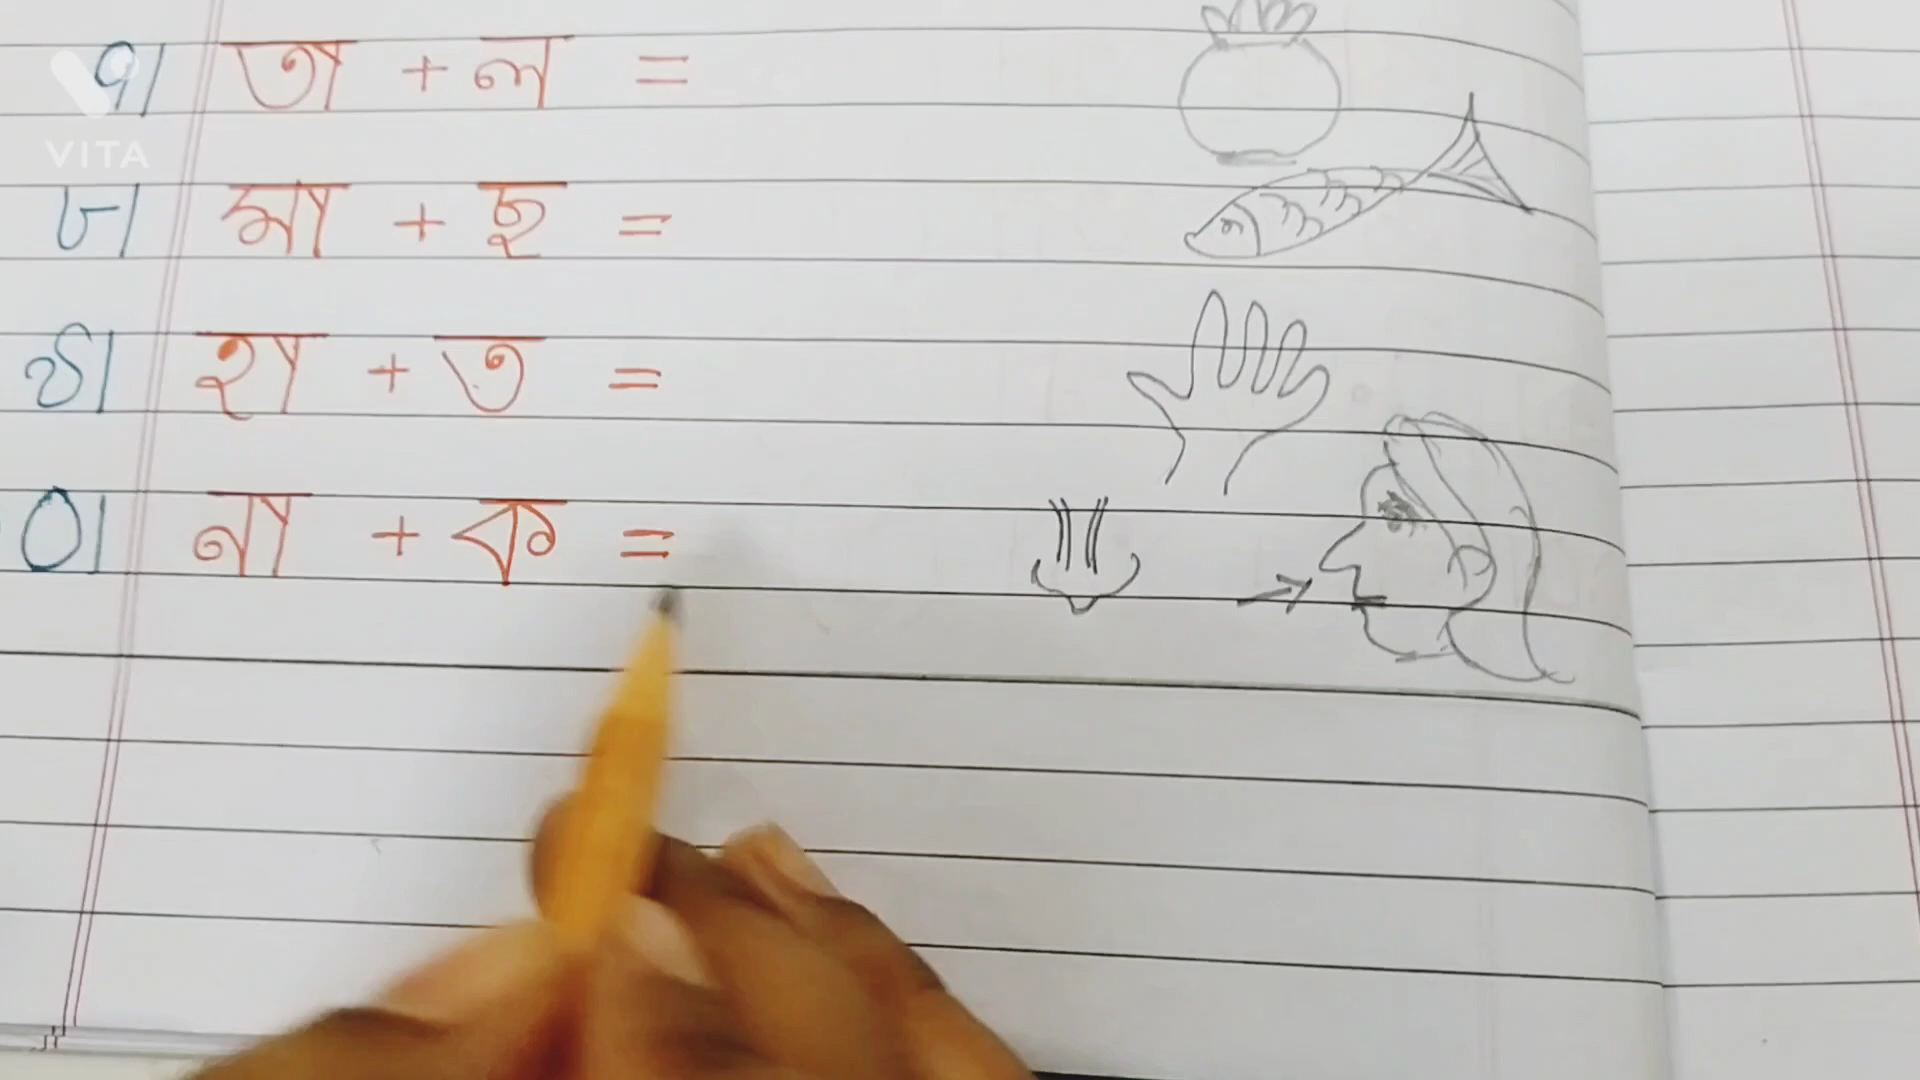 ৭। তা + ল =
VITA
৮। মা + ছ =
৯। হা + ত =
০। না + ক =